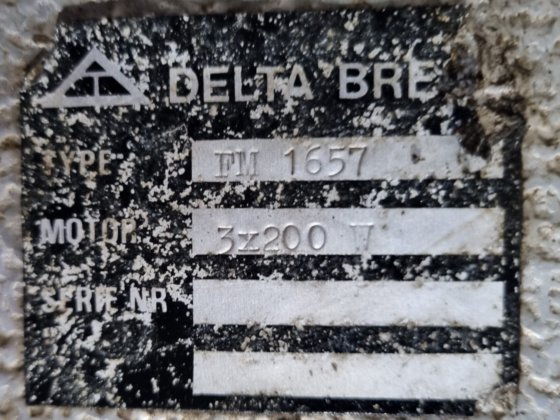 DELTA BRE
TYPE FM 1657
MOTOR 3x200 V
SERIE NR